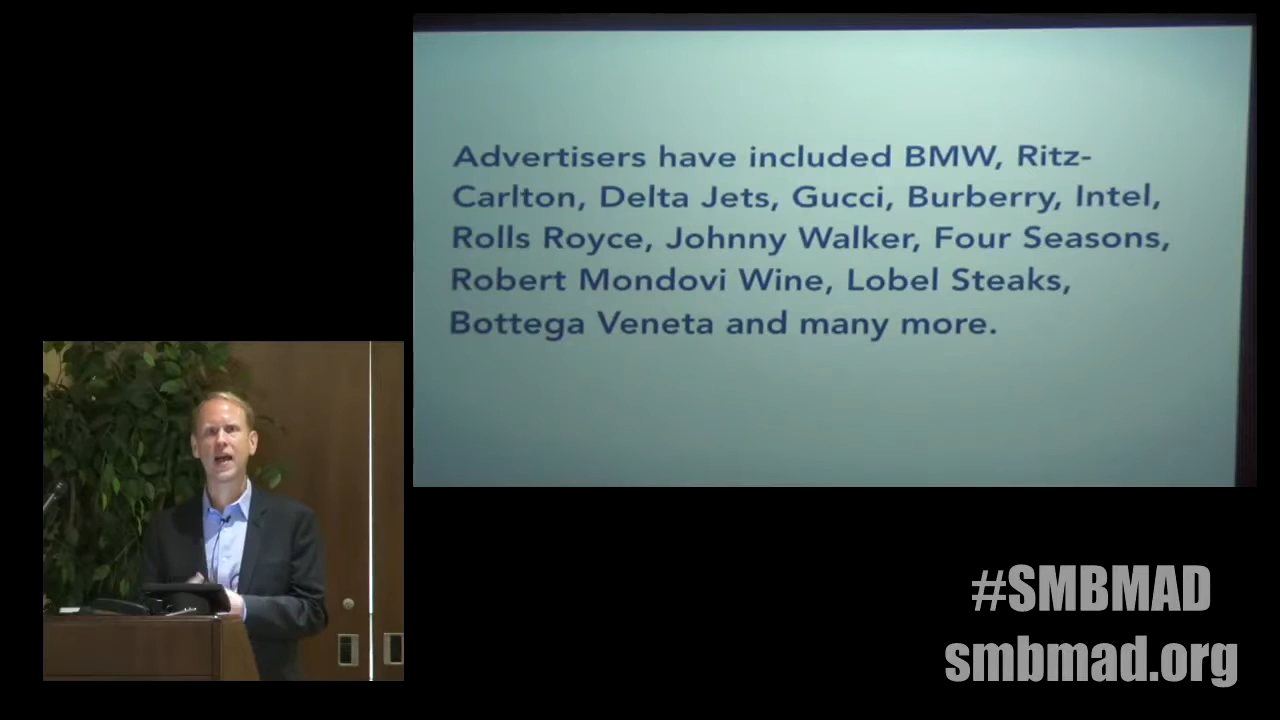 Advertisers have included BMW, Ritz-
Carlton, Delta Jets, Gucci, Burberry, Intel,
Rolls Royce, Johnny Walker, Four Seasons,
Robert Mondovi Wine, Lobel Steaks,
Bottega Veneta and many more.
#SMBMAD
smbmad.org